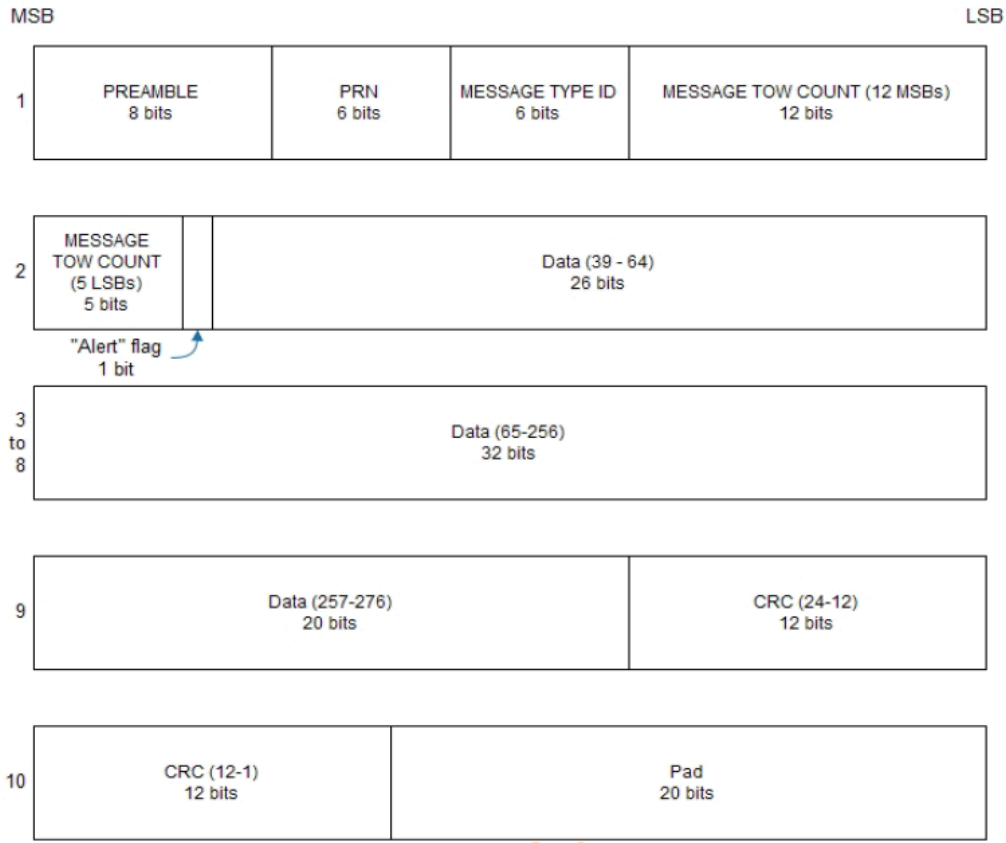 MSB
LSB
1
PREAMBLE
8 bits
PRN
6 bits
MESSAGE TYPE ID
6 bits
MESSAGE TOW COUNT (12 MSBs)
12 bits
2
MESSAGE
TOW COUNT
(5 LSBs)
5 bits
Data (39 - 64)
26 bits
"Alert" flag
1 bit
3
to
8
Data (65-256)
32 bits
9
Data (257-276)
20 bits
CRC (24-12)
12 bits
10
CRC (12-1)
12 bits
Pad
20 bits